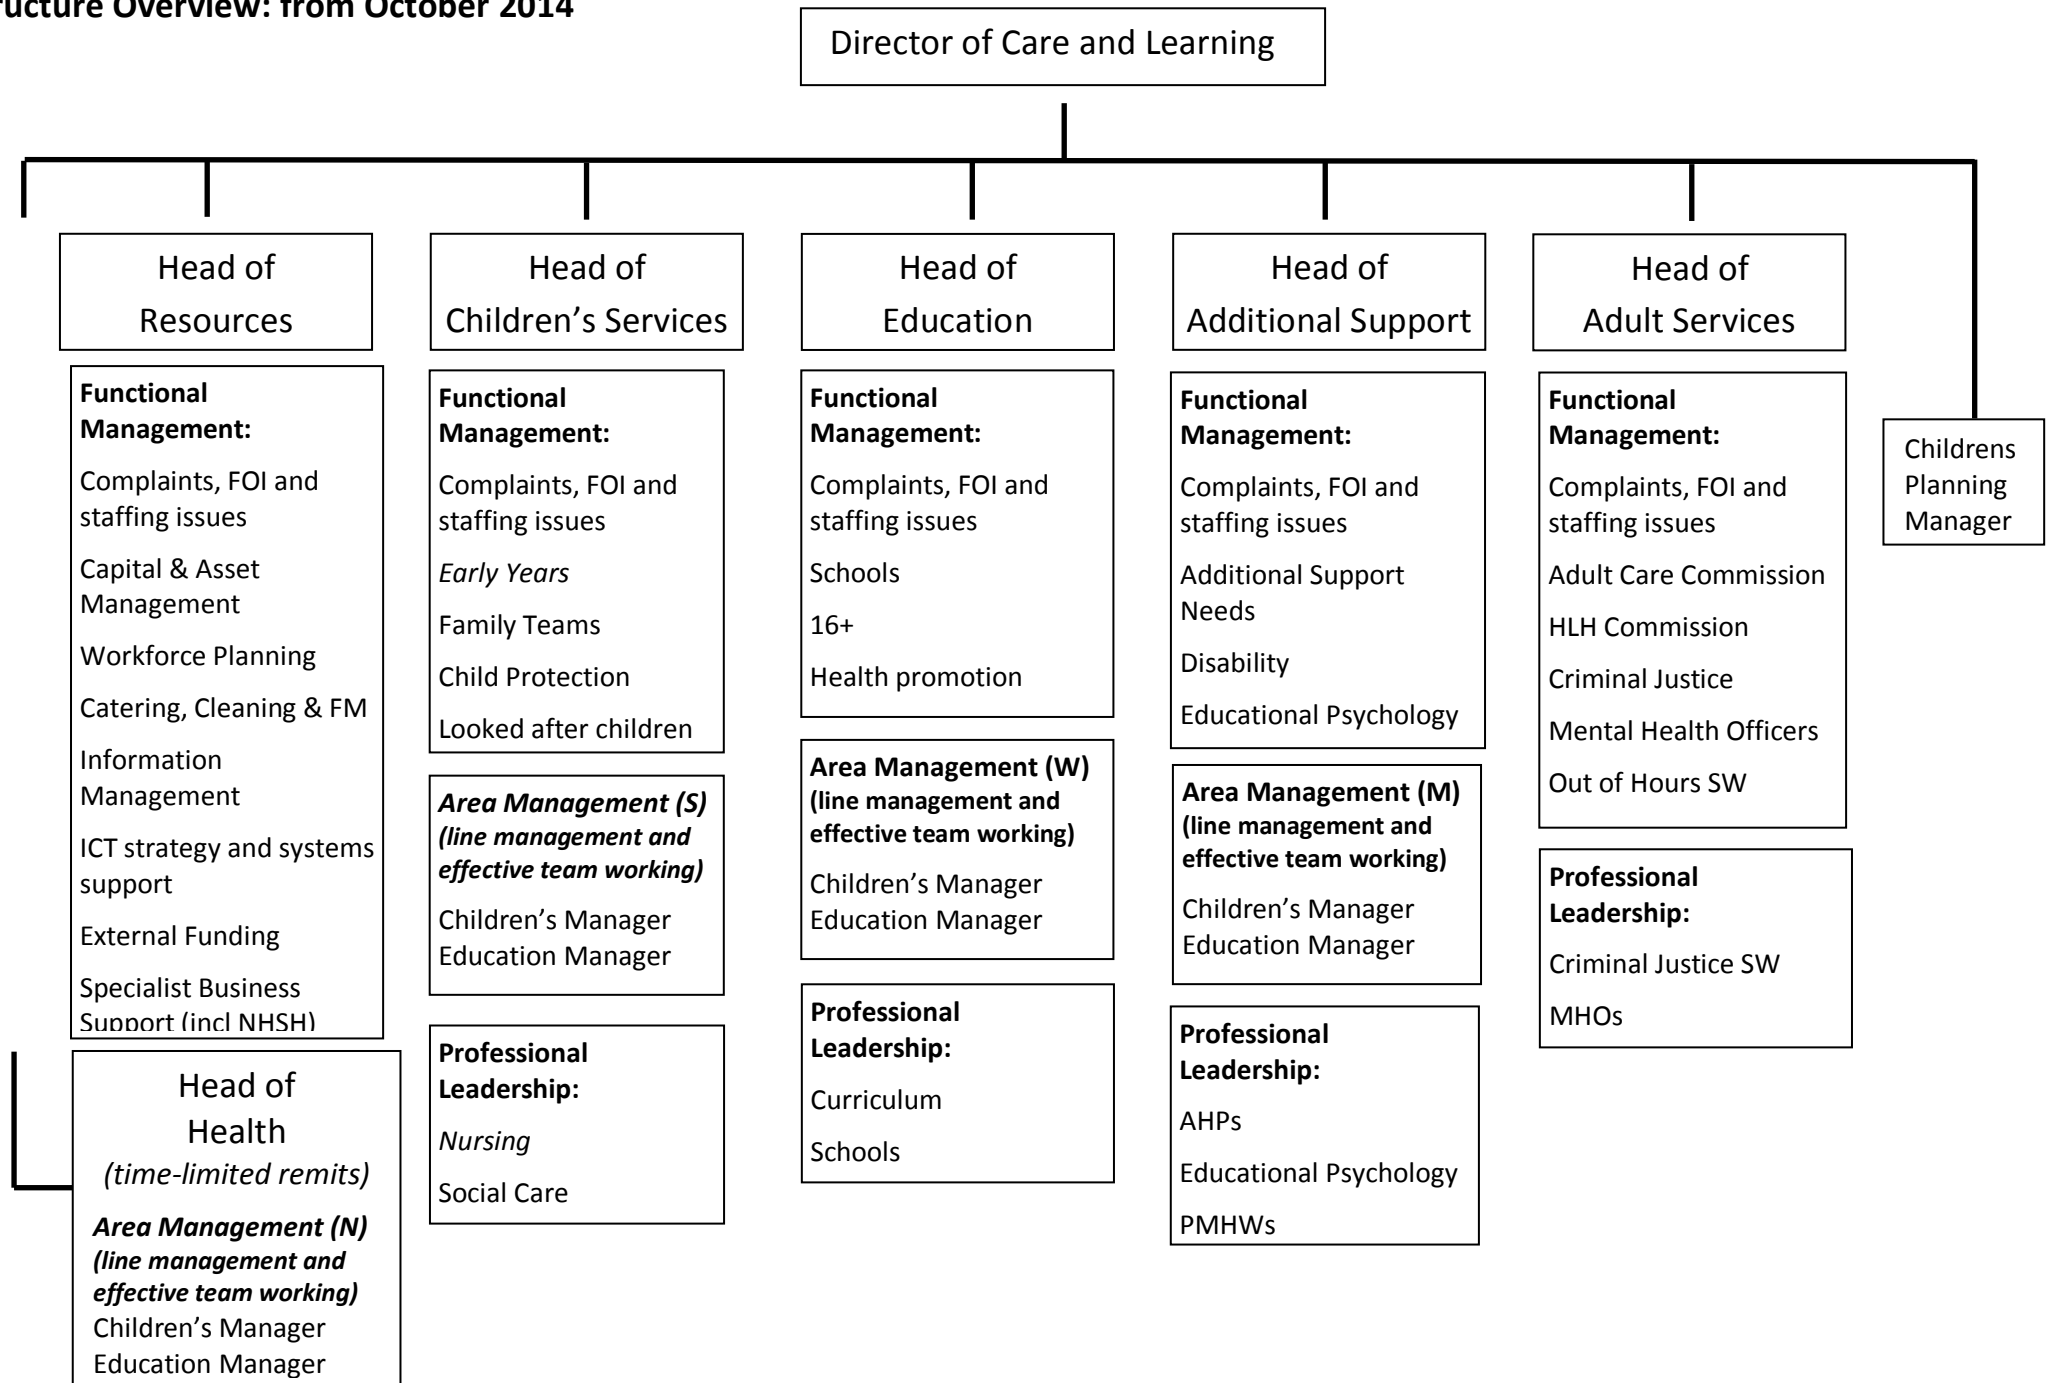 ructure Overview: from October 2014
Director of Care and Learning
Head of
Resources
Functional
Management:
Complaints, FOI and
staffing issues
Capital & Asset
Management
Workforce Planning
Catering, Cleaning & FM
Information
Management
ICT strategy and systems
support
External Funding
Specialist Business
Support (incl NHSH)
Head of
Health
(time-limited remits)
Area Management (N)
(line management and
effective team working)
Children’s Manager
Education Manager
Head of
Children’s Services
Functional
Management:
Complaints, FOI and
staffing issues
Early Years
Family Teams
Child Protection
Looked after children
Area Management (S)
(line management and
effective team working)
Children’s Manager
Education Manager
Professional
Leadership:
Nursing
Social Care
Head of
Education
Functional
Management:
Complaints, FOI and
staffing issues
Schools
16+
Health promotion
Area Management (W)
(line management and
effective team working)
Children’s Manager
Education Manager
Professional
Leadership:
Curriculum
Schools
Head of
Additional Support
Functional
Management:
Complaints, FOI and
staffing issues
Additional Support
Needs
Disability
Educational Psychology
Area Management (M)
(line management and
effective team working)
Children’s Manager
Education Manager
Professional
Leadership:
AHPs
Educational Psychology
PMHWs
Head of
Adult Services
Functional
Management:
Complaints, FOI and
staffing issues
Adult Care Commission
HLH Commission
Criminal Justice
Mental Health Officers
Out of Hours SW
Professional
Leadership:
Criminal Justice SW
MHOs
Childrens
Planning
Manager